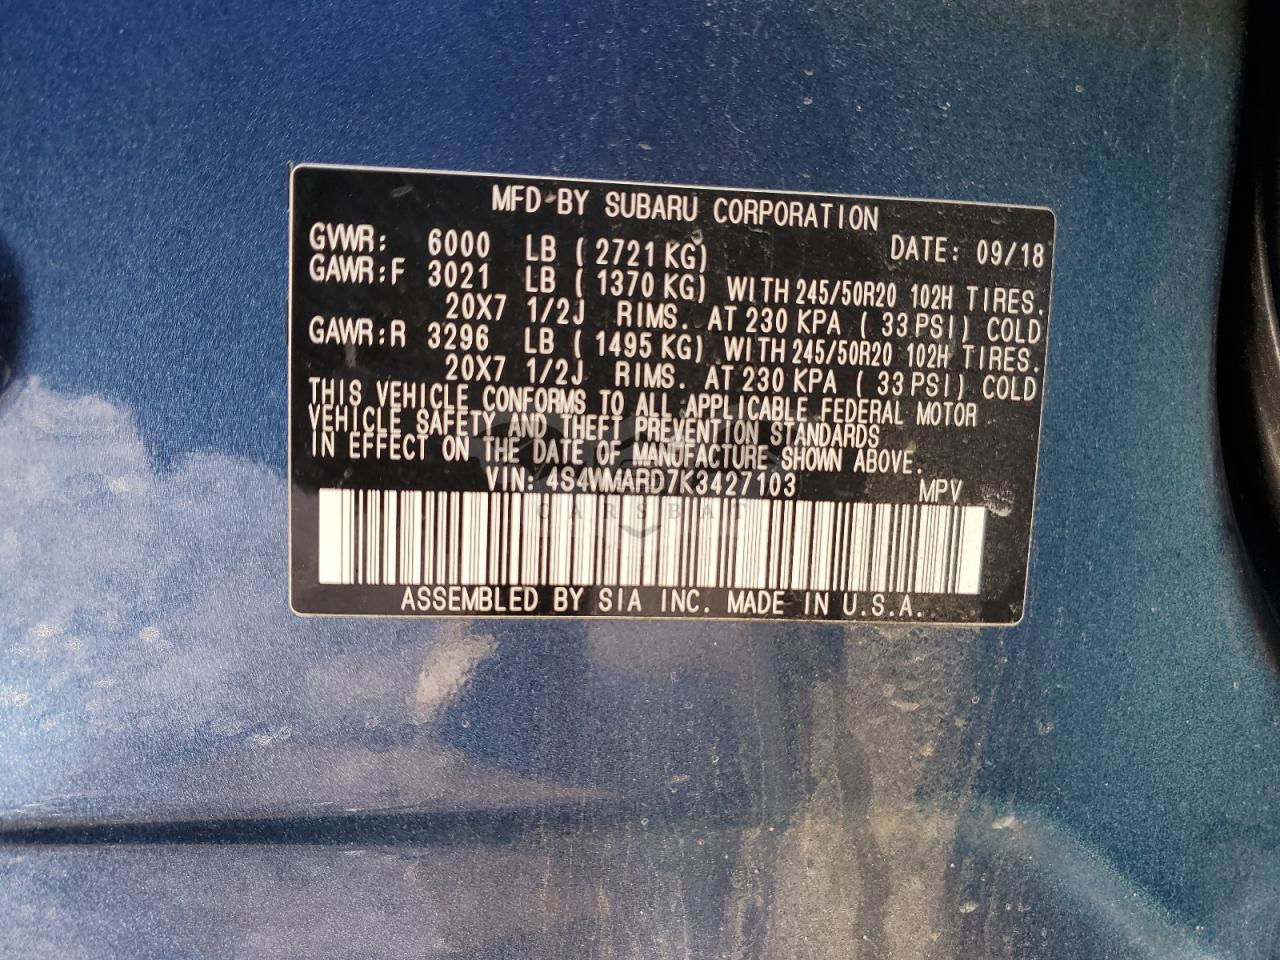 MFD BY SUBARU CORPORATION
GVWR: 6000 LB ( 2721 KG) DATE: 09/18
GAWR:F 3021 LB ( 1370 KG) WITH 245/50R20 102H TIRES.
20X7 1/2J RIMS. AT 230 KPA ( 33 PSI) COLD
GAWR:R 3296 LB ( 1495 KG) WITH 245/50R20 102H TIRES.
20X7 1/2J RIMS. AT 230 KPA ( 33 PSI) COLD
THIS VEHICLE CONFORMS TO ALL APPLICABLE FEDERAL MOTOR
VEHICLE SAFETY AND THEFT PREVENTION STANDARDS
IN EFFECT ON THE DATE OF MANUFACTURE SHOWN ABOVE.
VIN: 4S4WMARD7K3427103 MPV
CARSBAT
ASSEMBLED BY SIA INC. MADE IN U.S.A.